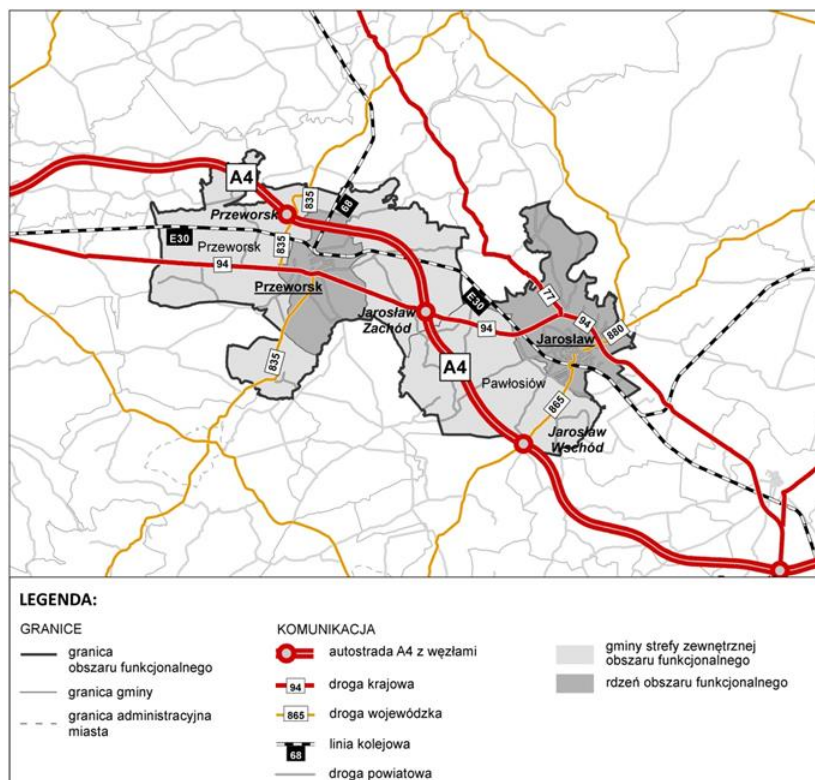 A4
835
68
Przeworsk
E30
Przeworsk
835
94
Przeworsk
E30
77
Jarosław
Zachód
94
94
880
Jarosław
A4
835
Pawłosiów
865
Jarosław
Wschód
LEGENDA:
GRANICE
granica
obszaru funkcjonalnego
granica gminy
granica administracyjna
miasta
KOMUNIKACJA
autostrada A4 z węzłami
94
droga krajowa
865
droga wojewódzka
linia kolejowa
68
droga powiatowa
gminy strefy zewnętrznej
obszaru funkcjonalnego
rdzeń obszaru funkcjonalnego